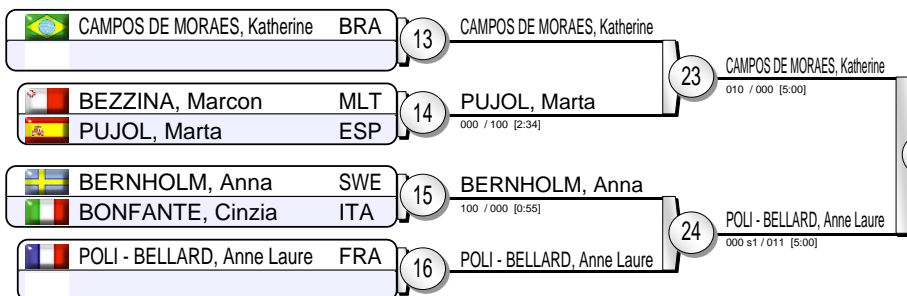 CAMPOS DE MORAES, Katherine BRA
13
CAMPOS DE MORAES, Katherine
BEZZINA, Marcon MLT
PUJOL, Marta ESP
14
PUJOL, Marta
000 / 100 [2:34]
23
CAMPOS DE MORAES, Katherine
010 / 000 [5:00]
BERNHOLM, Anna SWE
BONFANTE, Cinzia ITA
15
BERNHOLM, Anna
100 / 000 [0:55]
POLI - BELLARD, Anne Laure FRA
16
POLI - BELLARD, Anne Laure
24
POLI - BELLARD, Anne Laure
000 s1 / 011 [5:00]